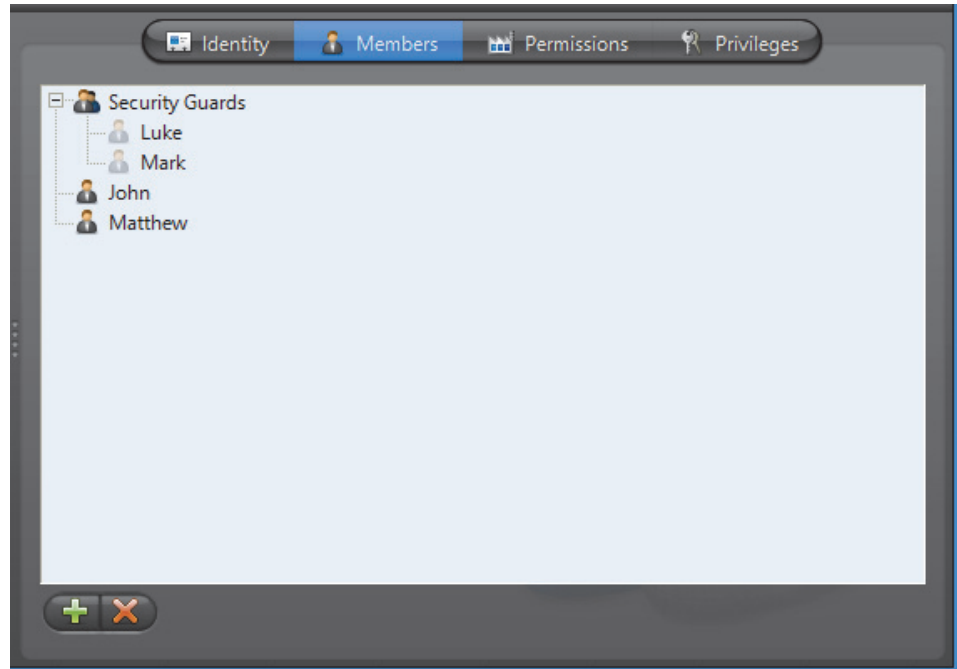 Identity Members Permissions Privileges
Security Guards
Luke
Mark
John
Matthew